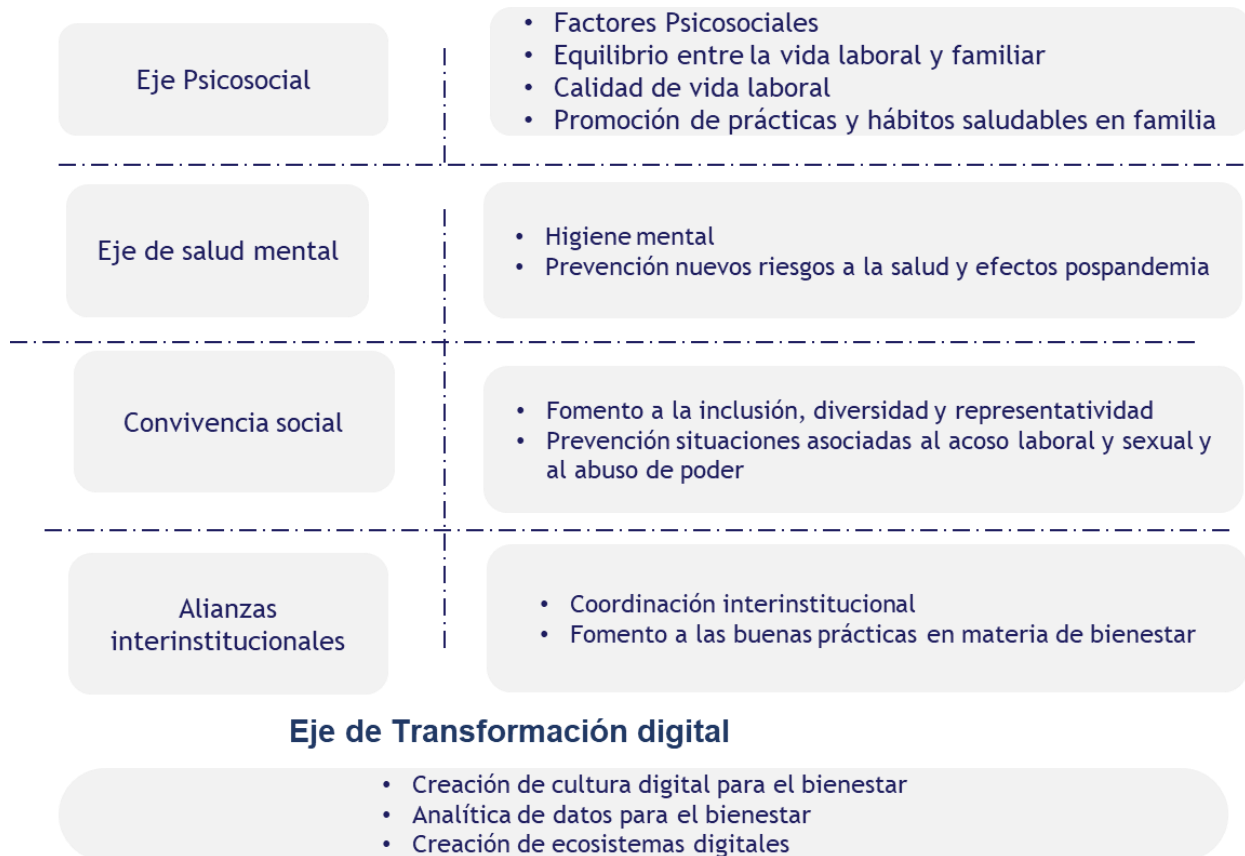 Eje Psicosocial
• Factores Psicosociales
• Equilibrio entre la vida laboral y familiar
• Calidad de vida laboral
• Promoción de prácticas y hábitos saludables en familia
Eje de salud mental
• Higiene mental
• Prevención nuevos riesgos a la salud y efectos pospandemia
Convivencia social
• Fomento a la inclusión, diversidad y representatividad
• Prevención situaciones asociadas al acoso laboral y sexual y
al abuso de poder
Alianzas
interinstitucionales
• Coordinación interinstitucional
• Fomento a las buenas prácticas en materia de bienestar
Eje de Transformación digital
• Creación de cultura digital para el bienestar
• Analítica de datos para el bienestar
• Creación de ecosistemas digitales